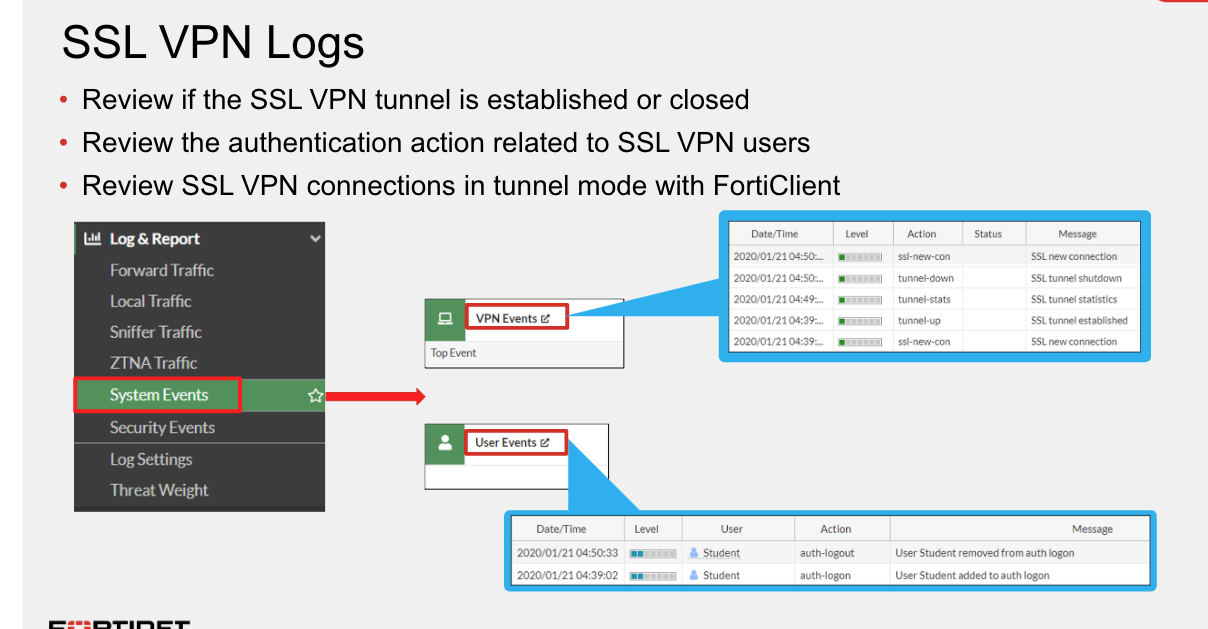 SSL VPN Logs
• Review if the SSL VPN tunnel is established or closed
• Review the authentication action related to SSL VPN users
• Review SSL VPN connections in tunnel mode with FortiClient
Log & Report
Forward Traffic
Local Traffic
Sniffer Traffic
ZTNA Traffic
System Events
Security Events
Log Settings
Threat Weight
VPN Events
Top Event
Date/Time Level Action Status Message
2020/01/21 04:50:... ssl-new-con SSL new connection
2020/01/21 04:50:... tunnel-down SSL tunnel shutdown
2020/01/21 04:49:... tunnel-stats SSL tunnel statistics
2020/01/21 04:39:... tunnel-up SSL tunnel established
2020/01/21 04:39:... ssl-new-con SSL new connection
User Events
Date/Time Level User Action Message
2020/01/21 04:50:33 Student auth-logout User Student removed from auth logon
2020/01/21 04:39:02 Student auth-logon User Student added to auth logon
FORTINET